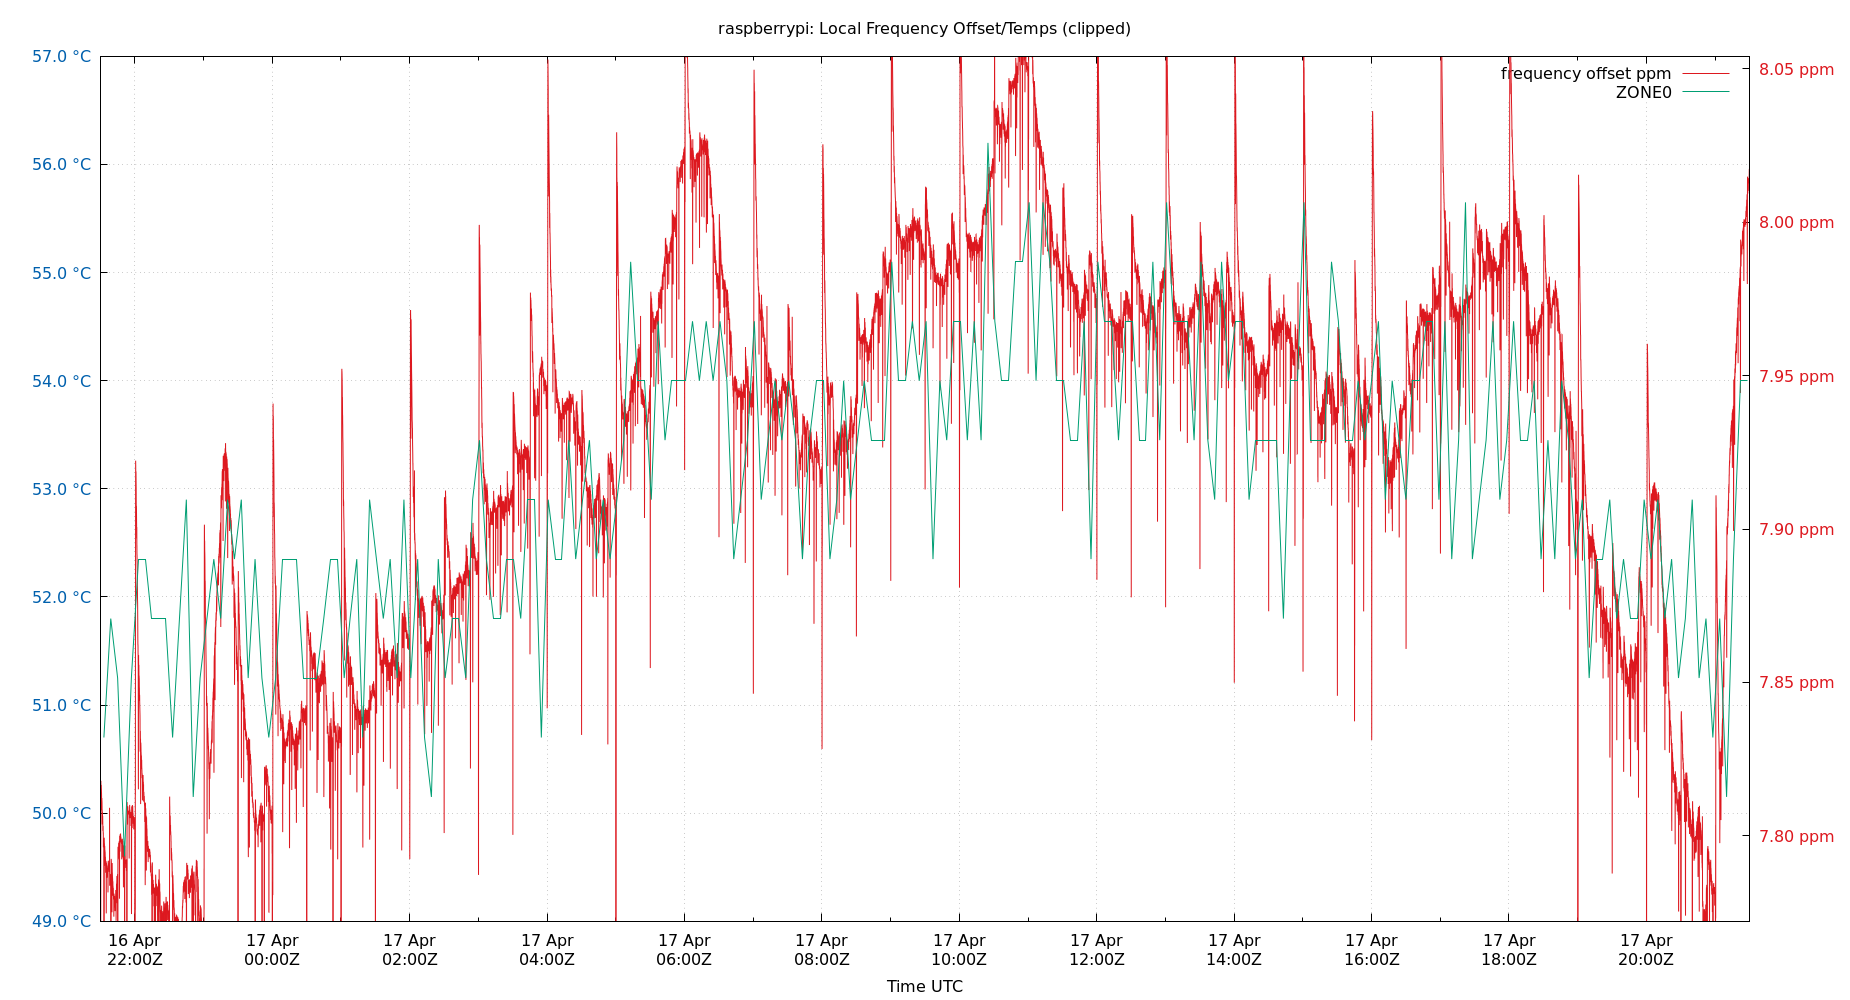 raspberrypi: Local Frequency Offset/Temps (clipped)
57.0 °C
56.0 °C
55.0 °C
54.0 °C
53.0 °C
52.0 °C
51.0 °C
50.0 °C
49.0 °C
frequency offset ppm
ZONE0
8.05 ppm
8.00 ppm
7.95 ppm
7.90 ppm
7.85 ppm
7.80 ppm
16 Apr 17 Apr 17 Apr 17 Apr 17 Apr 17 Apr 17 Apr 17 Apr 17 Apr 17 Apr 17 Apr 17 Apr
22:00Z 00:00Z 02:00Z 04:00Z 06:00Z 08:00Z 10:00Z 12:00Z 14:00Z 16:00Z 18:00Z 20:00Z
Time UTC